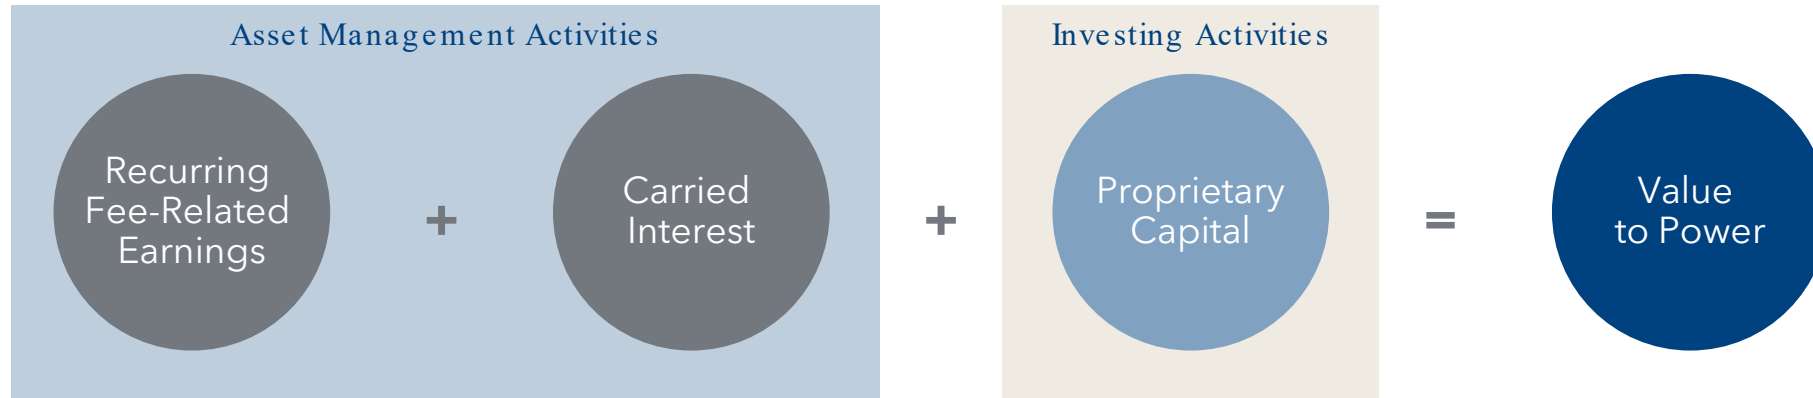 Asset Management Activities
Investing Activities
Recurring
Fee-Related
Earnings
+
Carried
Interest
+
Proprietary
Capital
=
Value
to Power